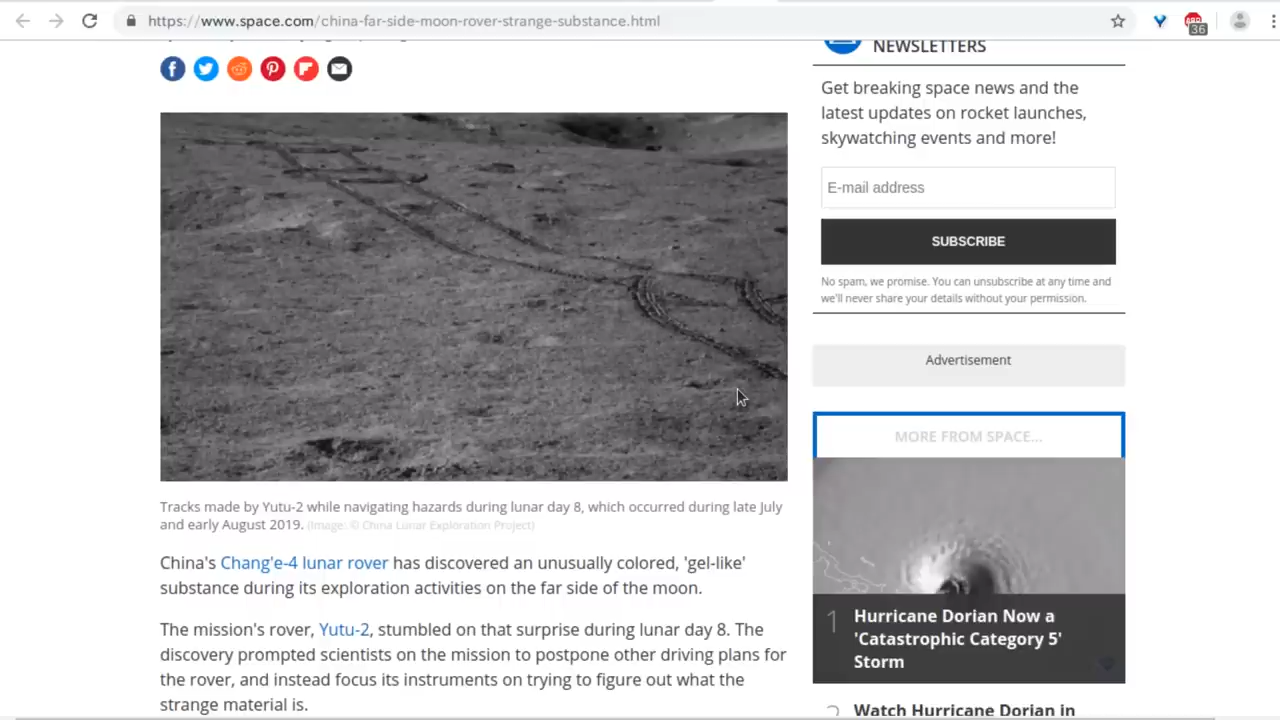 https://www.space.com/china-far-side-moon-rover-strange-substance.html
36
NEWSLETTERS
Get breaking space news and the
latest updates on rocket launches,
skywatching events and more!
E-mail address
SUBSCRIBE
No spam, we promise. You can unsubscribe at any time and
we'll never share your details without your permission.
Advertisement
MORE FROM SPACE...
1
Hurricane Dorian Now a
'Catastrophic Category 5'
Storm
2
Watch Hurricane Dorian in
Tracks made by Yutu-2 while navigating hazards during lunar day 8, which occurred during late July
and early August 2019. (Image: © China Lunar Exploration Project)
China's Chang'e-4 lunar rover has discovered an unusually colored, 'gel-like'
substance during its exploration activities on the far side of the moon.
The mission's rover, Yutu-2, stumbled on that surprise during lunar day 8. The
discovery prompted scientists on the mission to postpone other driving plans for
the rover, and instead focus its instruments on trying to figure out what the
strange material is.